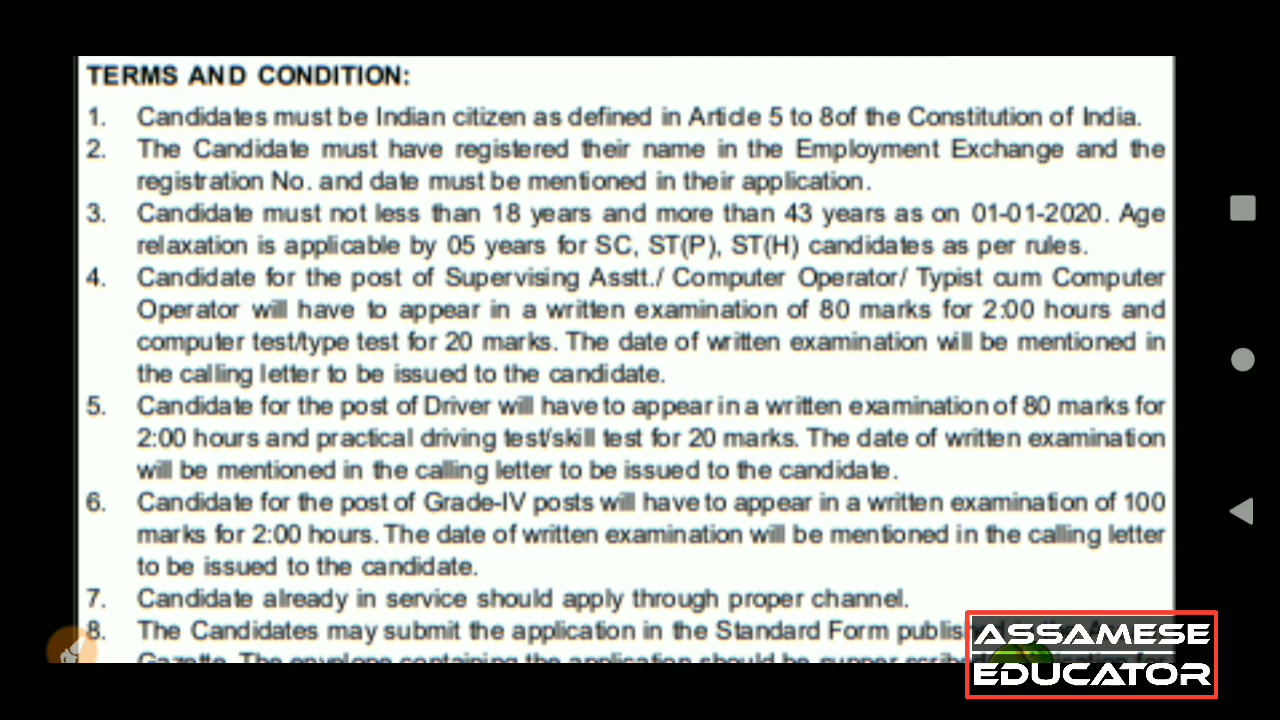 TERMS AND CONDITION:
1. Candidates must be Indian citizen as defined in Article 5 to 8of the Constitution of India.
2. The Candidate must have registered their name in the Employment Exchange and the
registration No. and date must be mentioned in their application.
3. Candidate must not less than 18 years and more than 43 years as on 01-01-2020. Age
relaxation is applicable by 05 years for SC, ST(P), ST(H) candidates as per rules.
4. Candidate for the post of Supervising Asstt./ Computer Operator/ Typist cum Computer
Operator will have to appear in a written examination of 80 marks for 2:00 hours and
computer test/type test for 20 marks. The date of written examination will be mentioned in
the calling letter to be issued to the candidate.
5. Candidate for the post of Driver will have to appear in a written examination of 80 marks for
2:00 hours and practical driving test/skill test for 20 marks. The date of written examination
will be mentioned in the calling letter to be issued to the candidate.
6. Candidate for the post of Grade-IV posts will have to appear in a written examination of 100
marks for 2:00 hours. The date of written examination will be mentioned in the calling letter
to be issued to the candidate.
7. Candidate already in service should apply through proper channel.
8. The Candidates may submit the application in the Standard Form
Gazette. The envelope containing the application should be
ASSAMESE
EDUCATOR